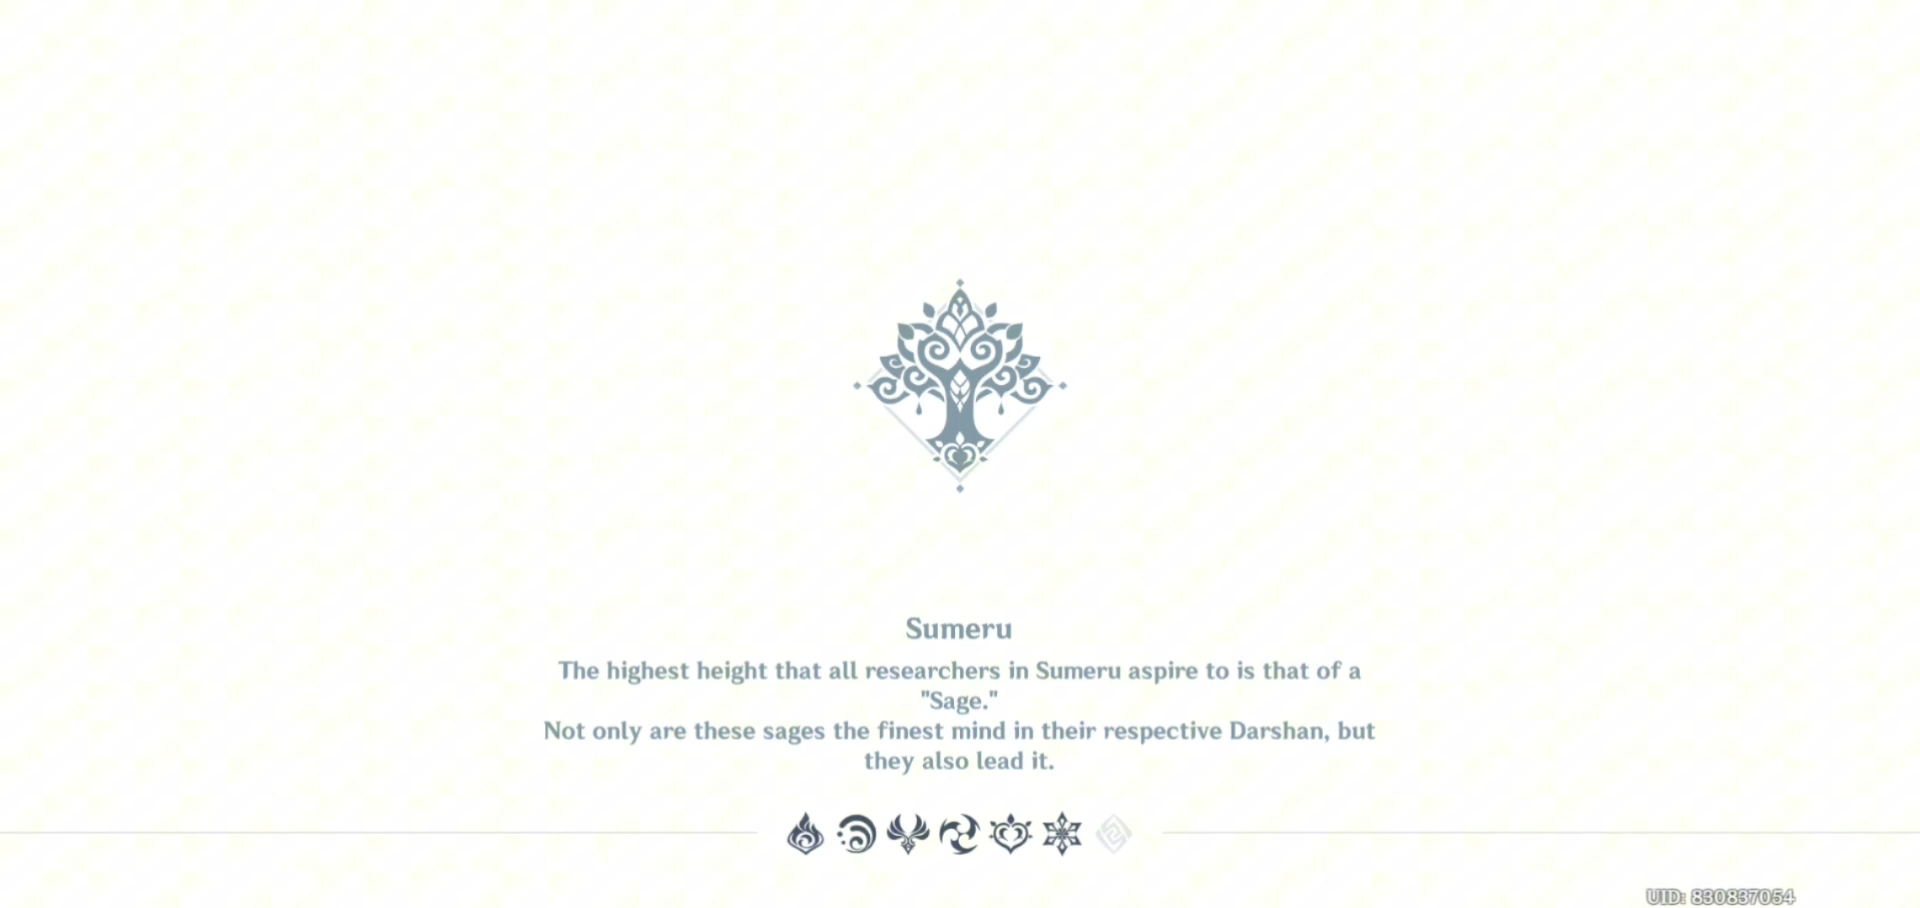 Sumeru
The highest height that all researchers in Sumeru aspire to is that of a
"Sage."
Not only are these sages the finest mind in their respective Darshan, but
they also lead it.
UID: 830837054